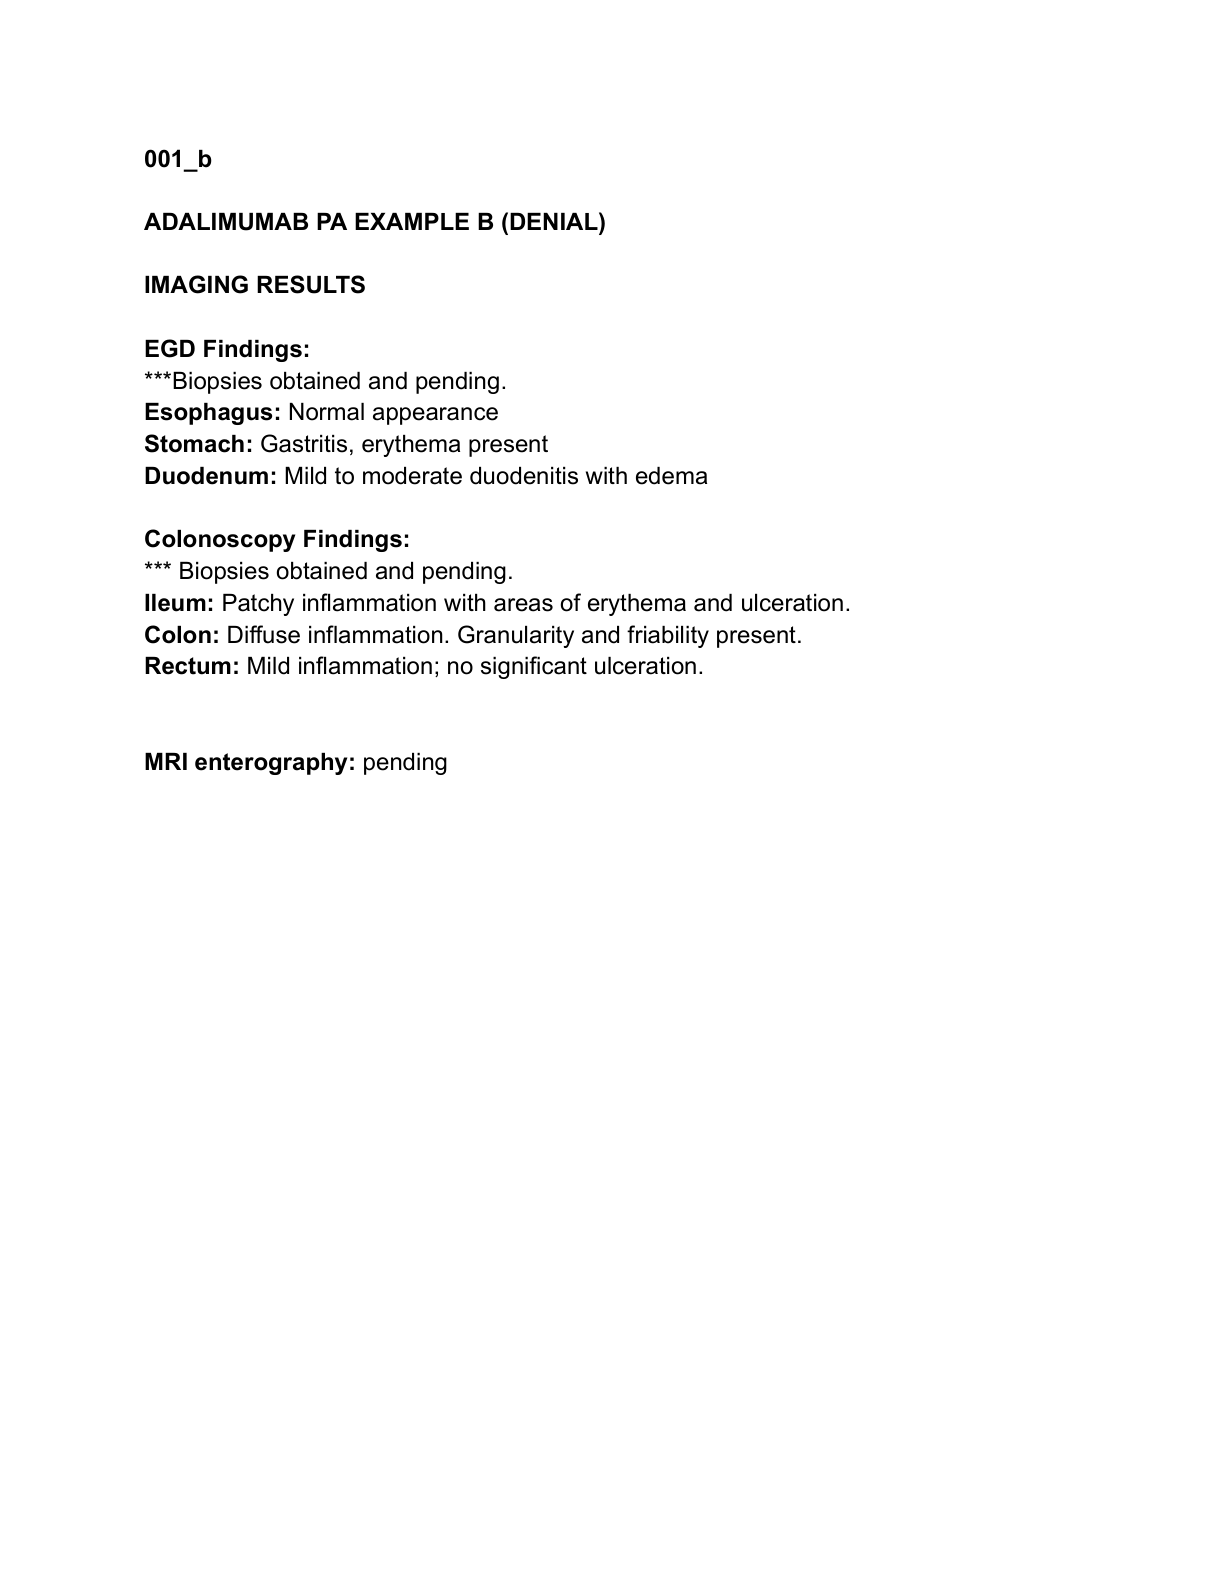 001_b
ADALIMUMAB PA EXAMPLE B (DENIAL)
IMAGING RESULTS
EGD Findings:
***Biopsies obtained and pending.
Esophagus: Normal appearance
Stomach: Gastritis, erythema present
Duodenum: Mild to moderate duodenitis with edema
Colonoscopy Findings:
*** Biopsies obtained and pending.
Ileum: Patchy inflammation with areas of erythema and ulceration.
Colon: Diffuse inflammation. Granularity and friability present.
Rectum: Mild inflammation; no significant ulceration.
MRI enterography: pending